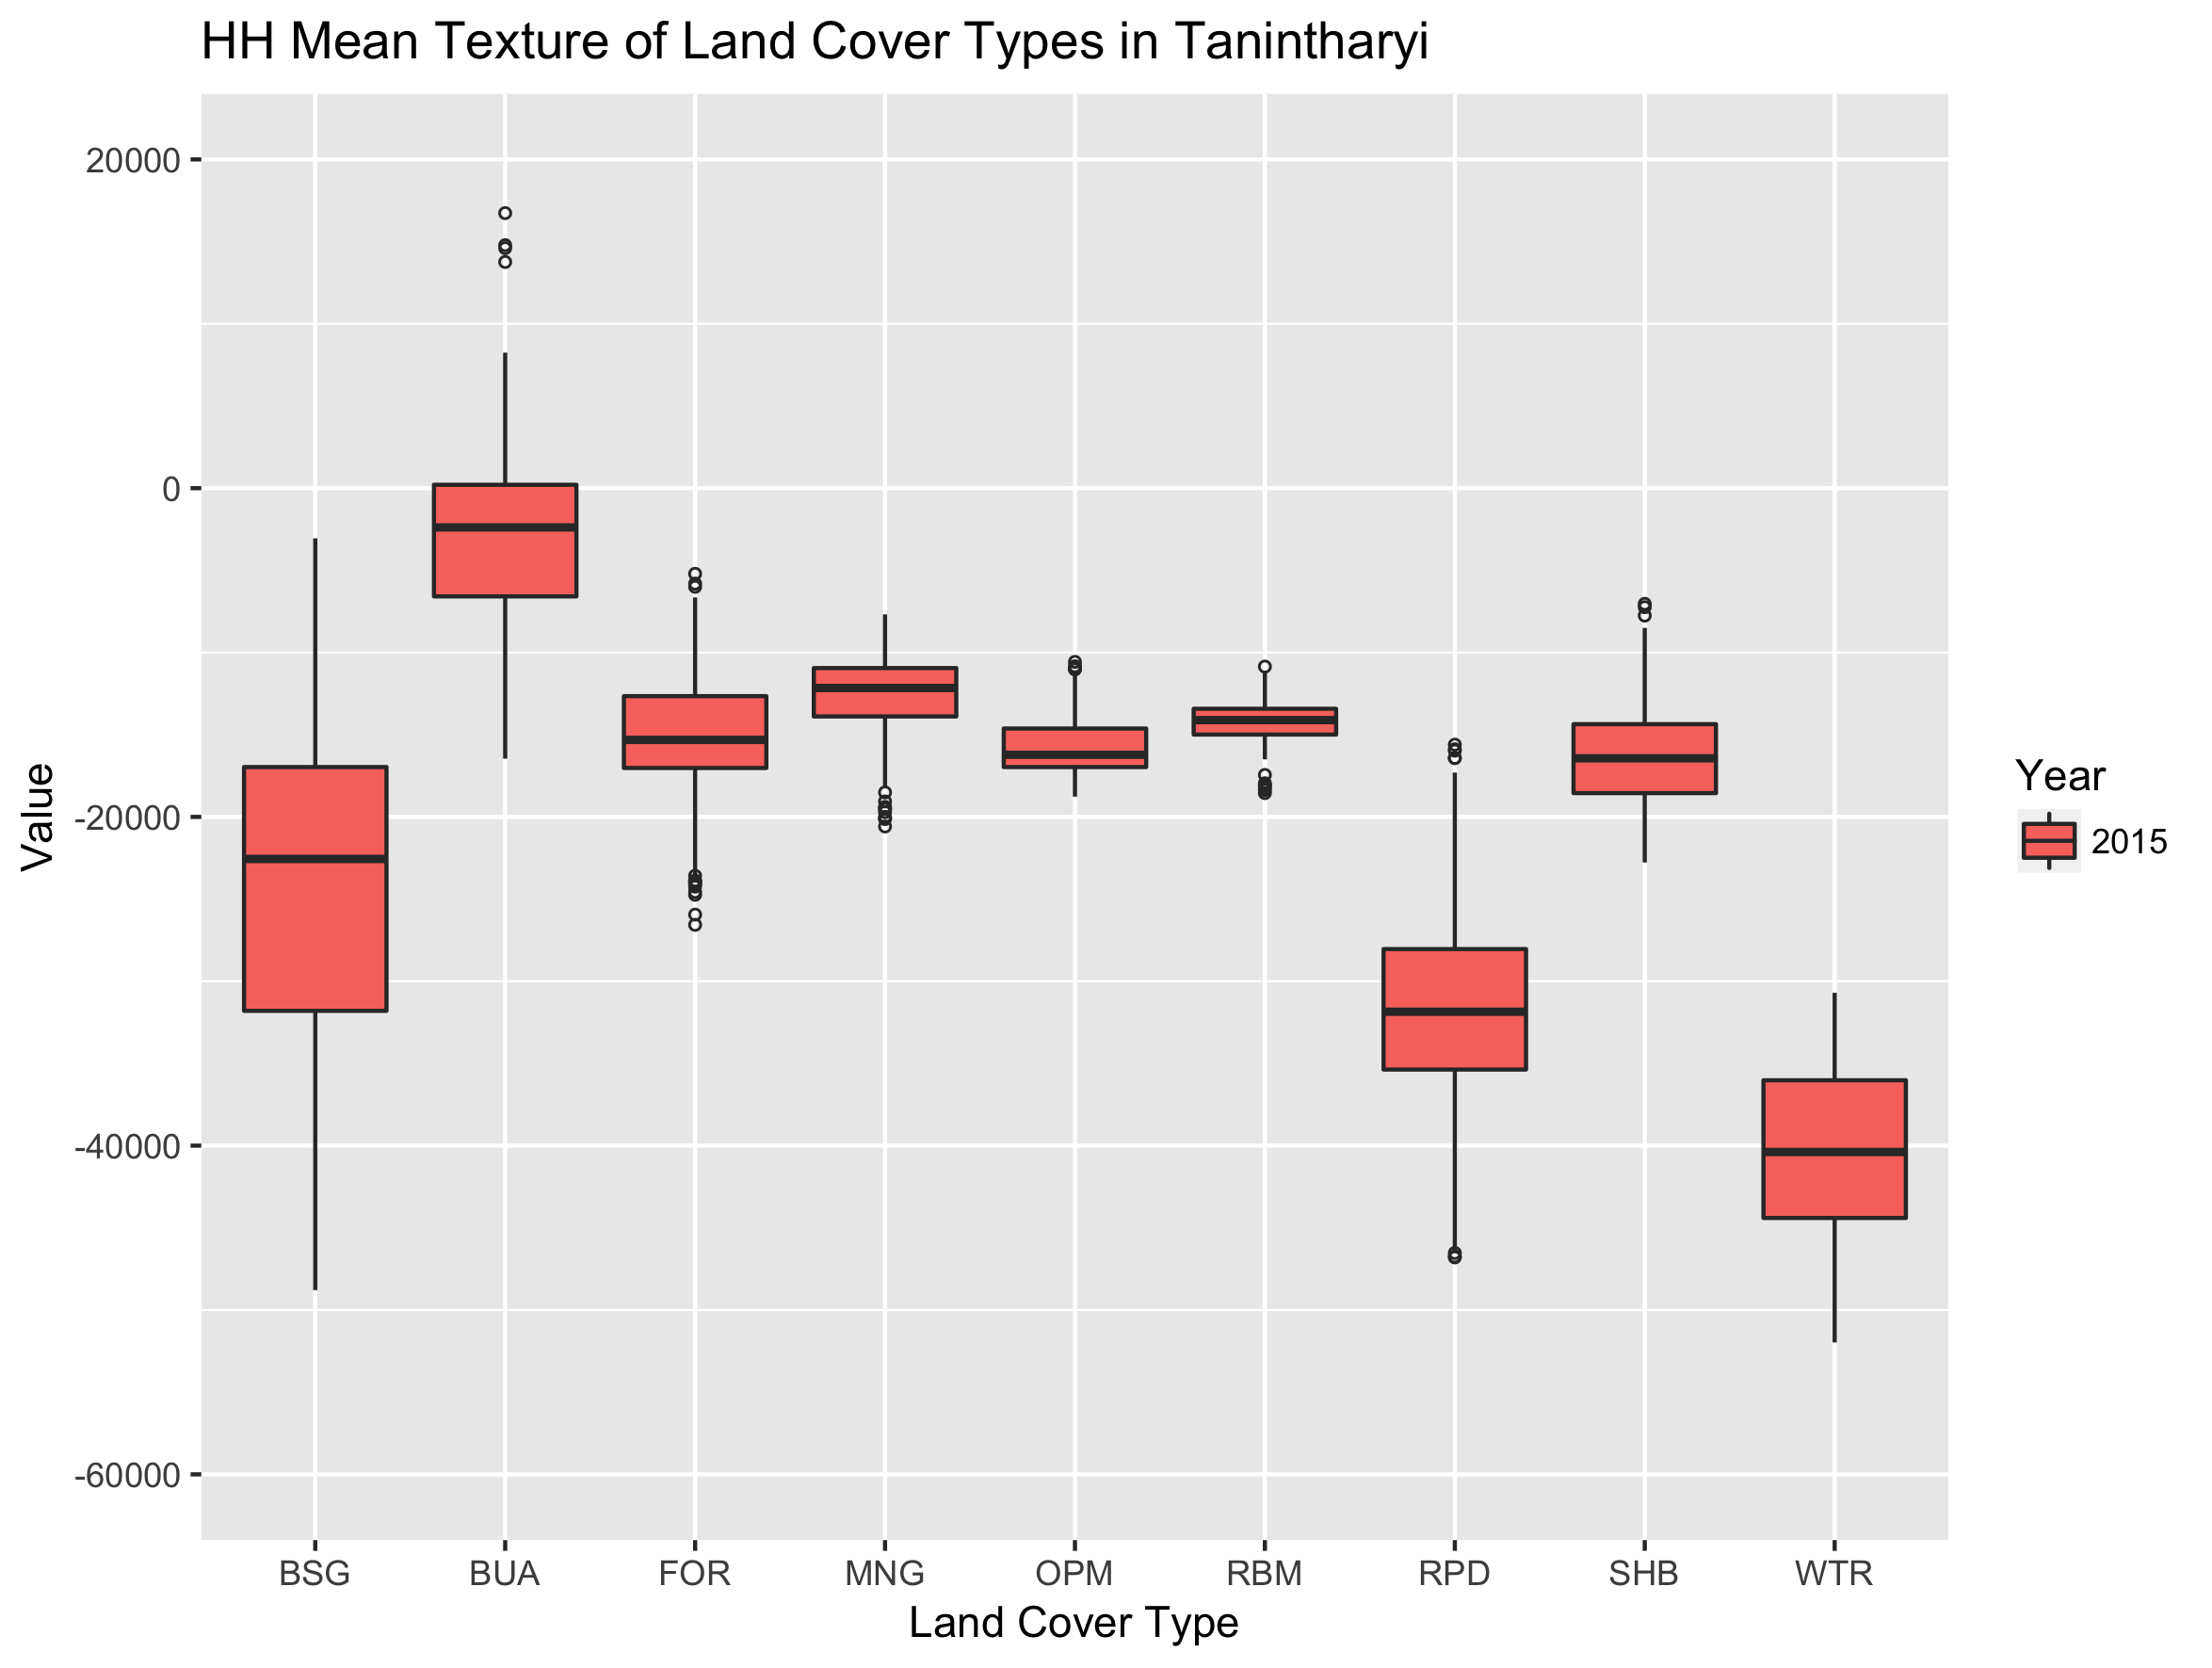 HH Mean Texture of Land Cover Types in Tanintharyi
20000
0
-20000
-40000
-60000
Value
BSG BUA FOR MNG OPM RBM RPD SHB WTR
Land Cover Type
Year
2015